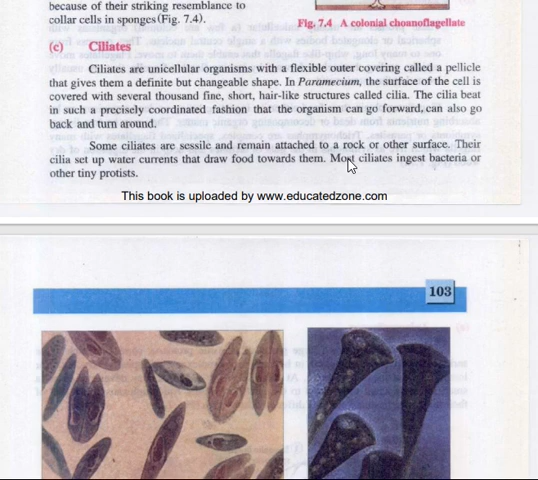 because of their striking resemblance to
collar cells in sponges (Fig. 7.4).
Fig. 7.4 A colonial choanoflagellate
(c) Ciliates
Ciliates are unicellular organisms with a flexible outer covering called a pellicle
that gives them a definite but changeable shape. In Paramecium, the surface of the cell is
covered with several thousand fine, short, hair-like structures called cilia. The cilia beat
in such a precisely coordinated fashion that the organism can go forward, can also go
back and turn around.
Some ciliates are sessile and remain attached to a rock or other surface. Their
cilia set up water currents that draw food towards them. Most ciliates ingest bacteria or
other tiny protists.
This book is uploaded by www.educatedzone.com
103